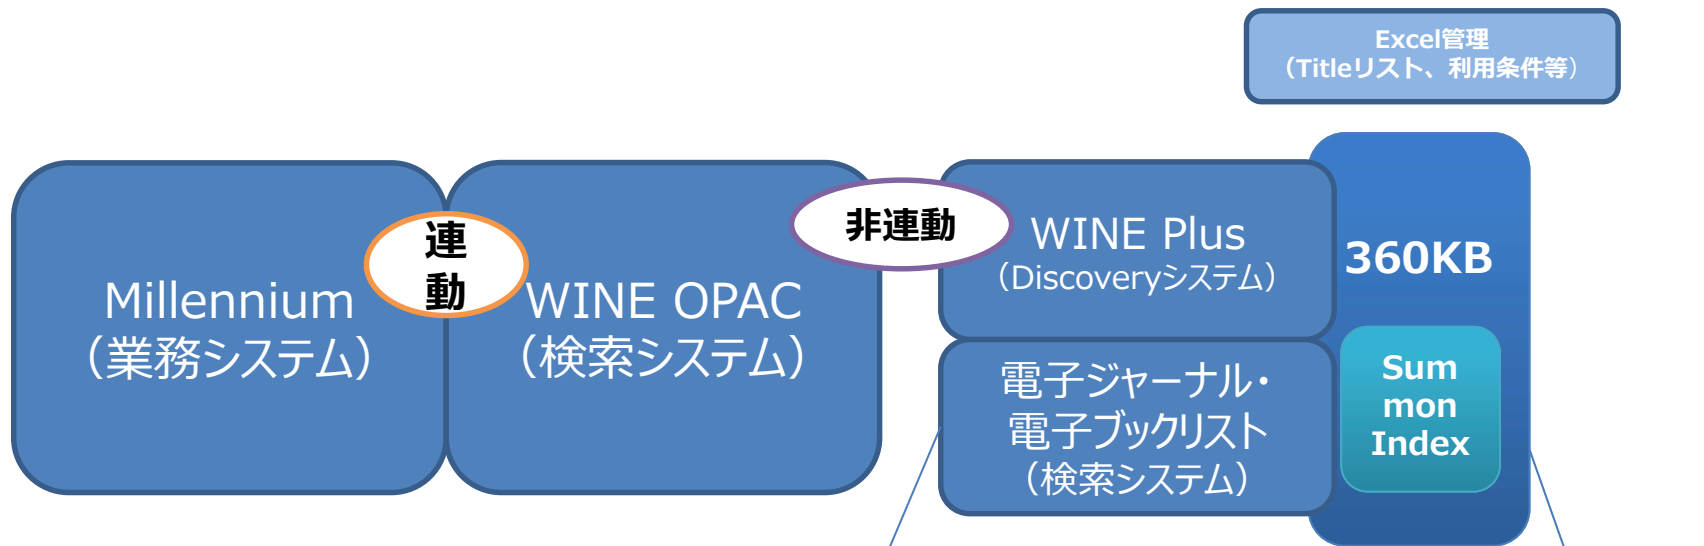 Excel管理
（Titleリスト、利用条件等）
Millennium
（業務システム）
連
動
WINE OPAC
（検索システム）
非連動
WINE Plus
（Discoveryシステム）
電子ジャーナル・
電子ブックリスト
（検索システム）
360KB
Sum
mon
Index